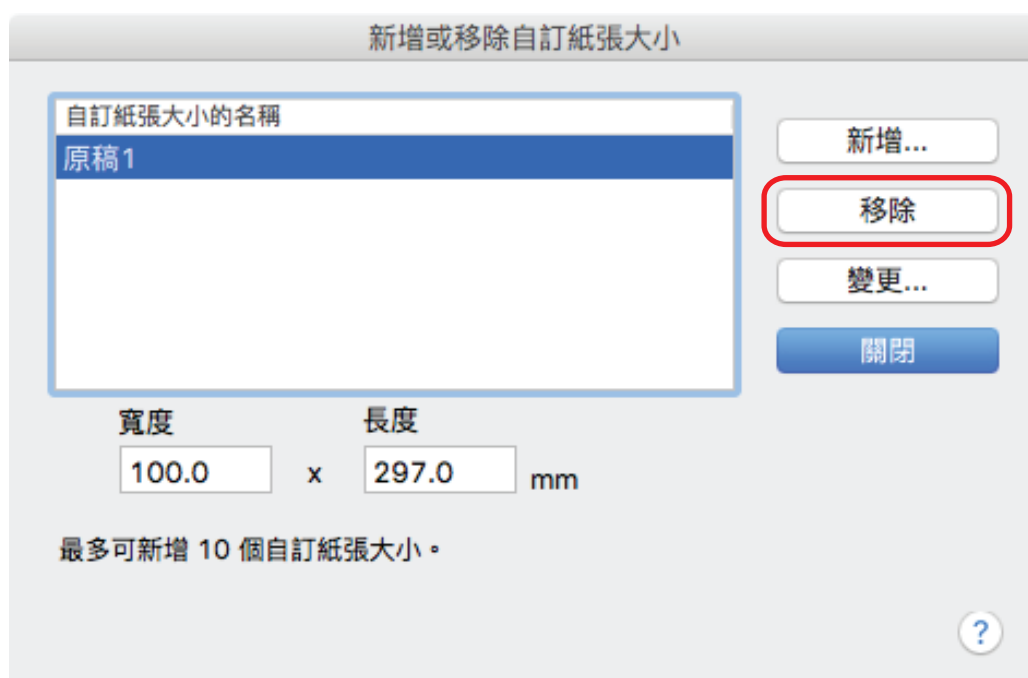 新增或移除自訂紙張大小
自訂紙張大小的名稱
原稿1
新增...
移除
變更...
關閉
寬度 長度
100.0 x 297.0 mm
最多可新增 10 個自訂紙張大小。
?